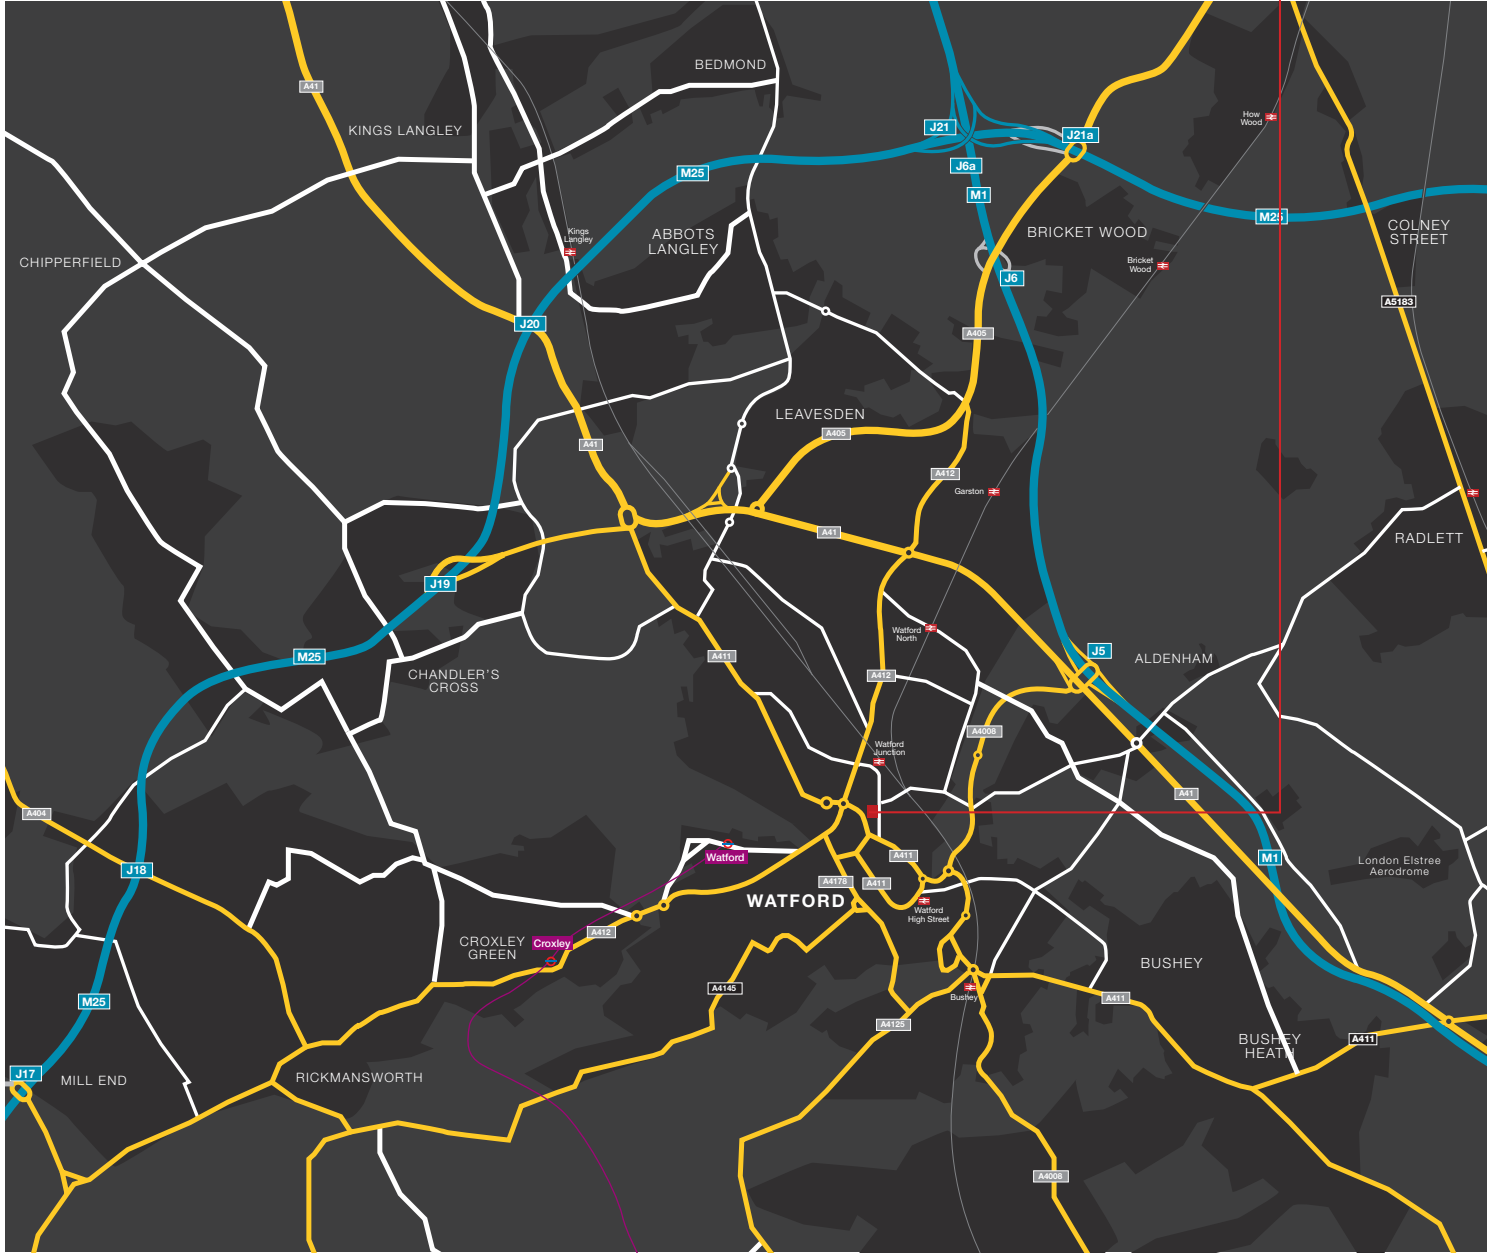 BEDMOND
A41
KINGS LANGLEY
J21
J21a
How
Wood
J6a
M25
M1
M25
Kings
Langley
ABBOTS
LANGLEY
BRICKET WOOD
COLNEY
STREET
CHIPPERFIELD
Bricket
Wood
J6
A5183
J20
A405
LEAVESDEN
A405
A41
A412
Garston
A41
RADLETT
J19
Watford
North
M25
A411
J5
ALDENHAM
CHANDLER'S
CROSS
A412
A4008
Watford
Junction
A41
A404
Watford
A411
M1
London Elstree
Aerodrome
J18
A4178
A411
WATFORD
Watford
High Street
A412
CROXLEY
GREEN
Croxley
BUSHEY
A4145
Bushey
A411
M25
A4125
BUSHEY
HEATH
A411
J17
MILL END
RICKMANSWORTH
A4008